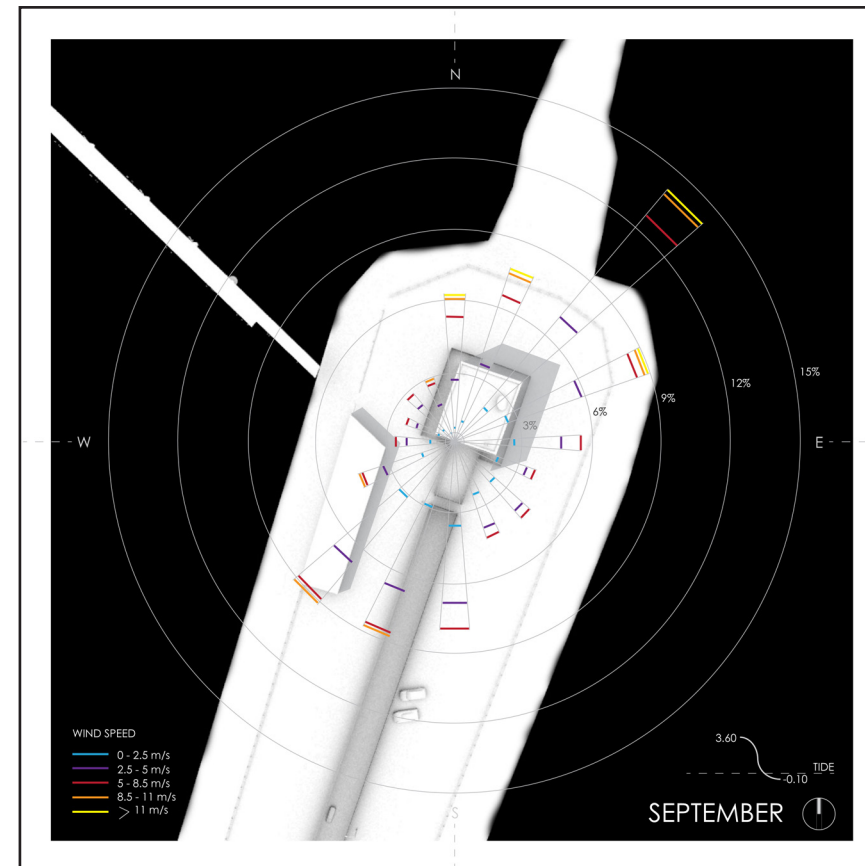 N
15%
12%
9%
6%
3%
W
E
WIND SPEED
0 - 2.5 m/s
2.5 - 5 m/s
5 - 8.5 m/s
8.5 - 11 m/s
> 11 m/s
3.60
TIDE
-0.10
SEPTEMBER
S